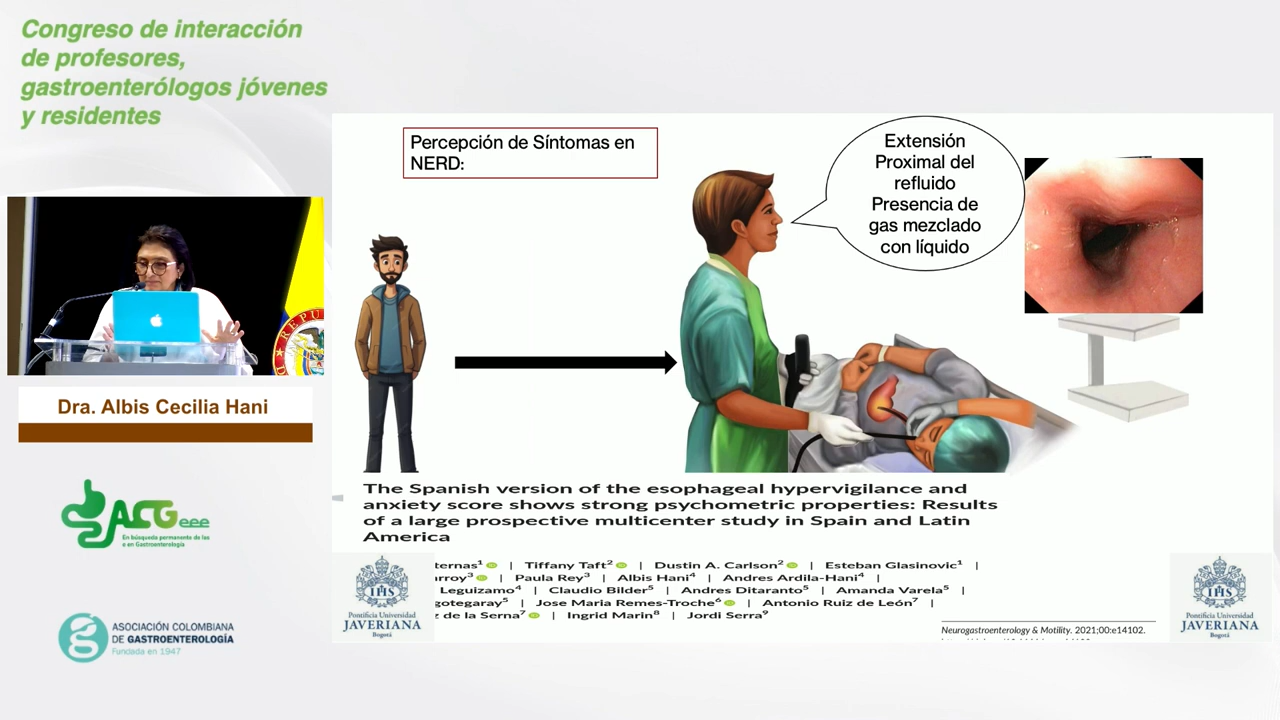 Congreso de interacción
de profesores,
gastroenterólogos jóvenes
y residentes
Percepción de Síntomas en
NERD:
Extensión
Proximal del
refluido
Presencia de
gas mezclado
con líquido
REPU
Dra. Albis Cecilia Hani
ACGeee
En búsqueda permanente de las
e en Gastroenterología
ASOCIACIÓN COLOMBIANA
DE GASTROENTEROLOGÍA
Fundada en 1947
The Spanish version of the esophageal hypervigilance and
anxiety score shows strong psychometric properties: Results
of a large prospective multicenter study in Spain and Latin
America
ternas¹ | Tiffany Taft² | Dustin A. Carlson² | Esteban Glasinovic¹ |
rroy³ | Paula Rey³ | Albis Hani⁴ | Andres Ardila-Hani⁴ |
Leguizamo⁴ | Claudio Bilder⁵ | Andres Ditaranto⁵ | Amanda Varela⁵ |
gotegaray⁵ | Jose Maria Remes-Troche⁶ | Antonio Ruiz de León⁷ |
z de la Serna⁷ | Ingrid Marin⁸ | Jordi Serra⁹
Neurogastroenterology & Motility. 2021;00:e14102.
IHS
Pontificia Universidad
JAVERIANA
Bogotá
IHS
Pontificia Universidad
JAVERIANA
Bogotá